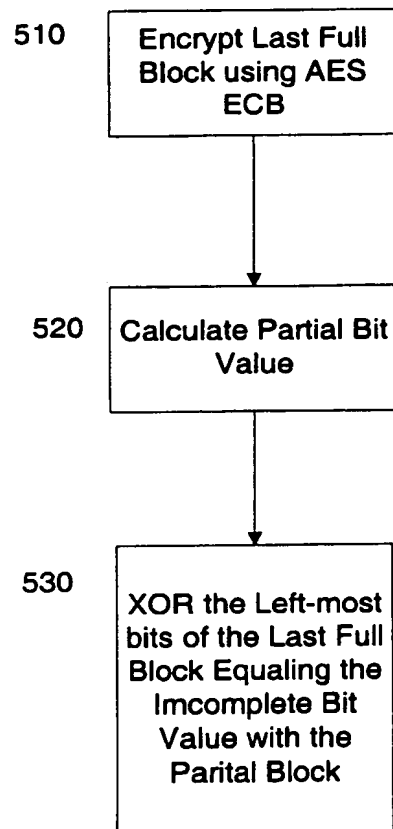 510
Encrypt Last Full
Block using AES
ECB
520
Calculate Partial Bit
Value
530
XOR the Left-most
bits of the Last Full
Block Equaling the
Imcomplete Bit
Value with the
Parital Block